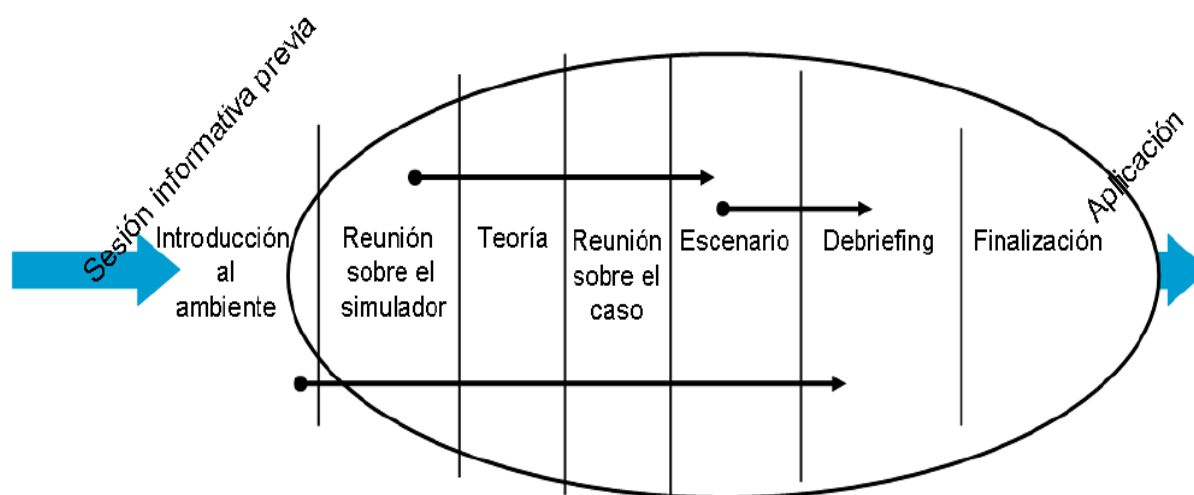 Sesión informativa previa
Introducción
al
ambiente
Reunión
sobre el
simulador
Teoría
Reunión
sobre el
caso
Escenario
Debriefing
Finalización
Aplicación